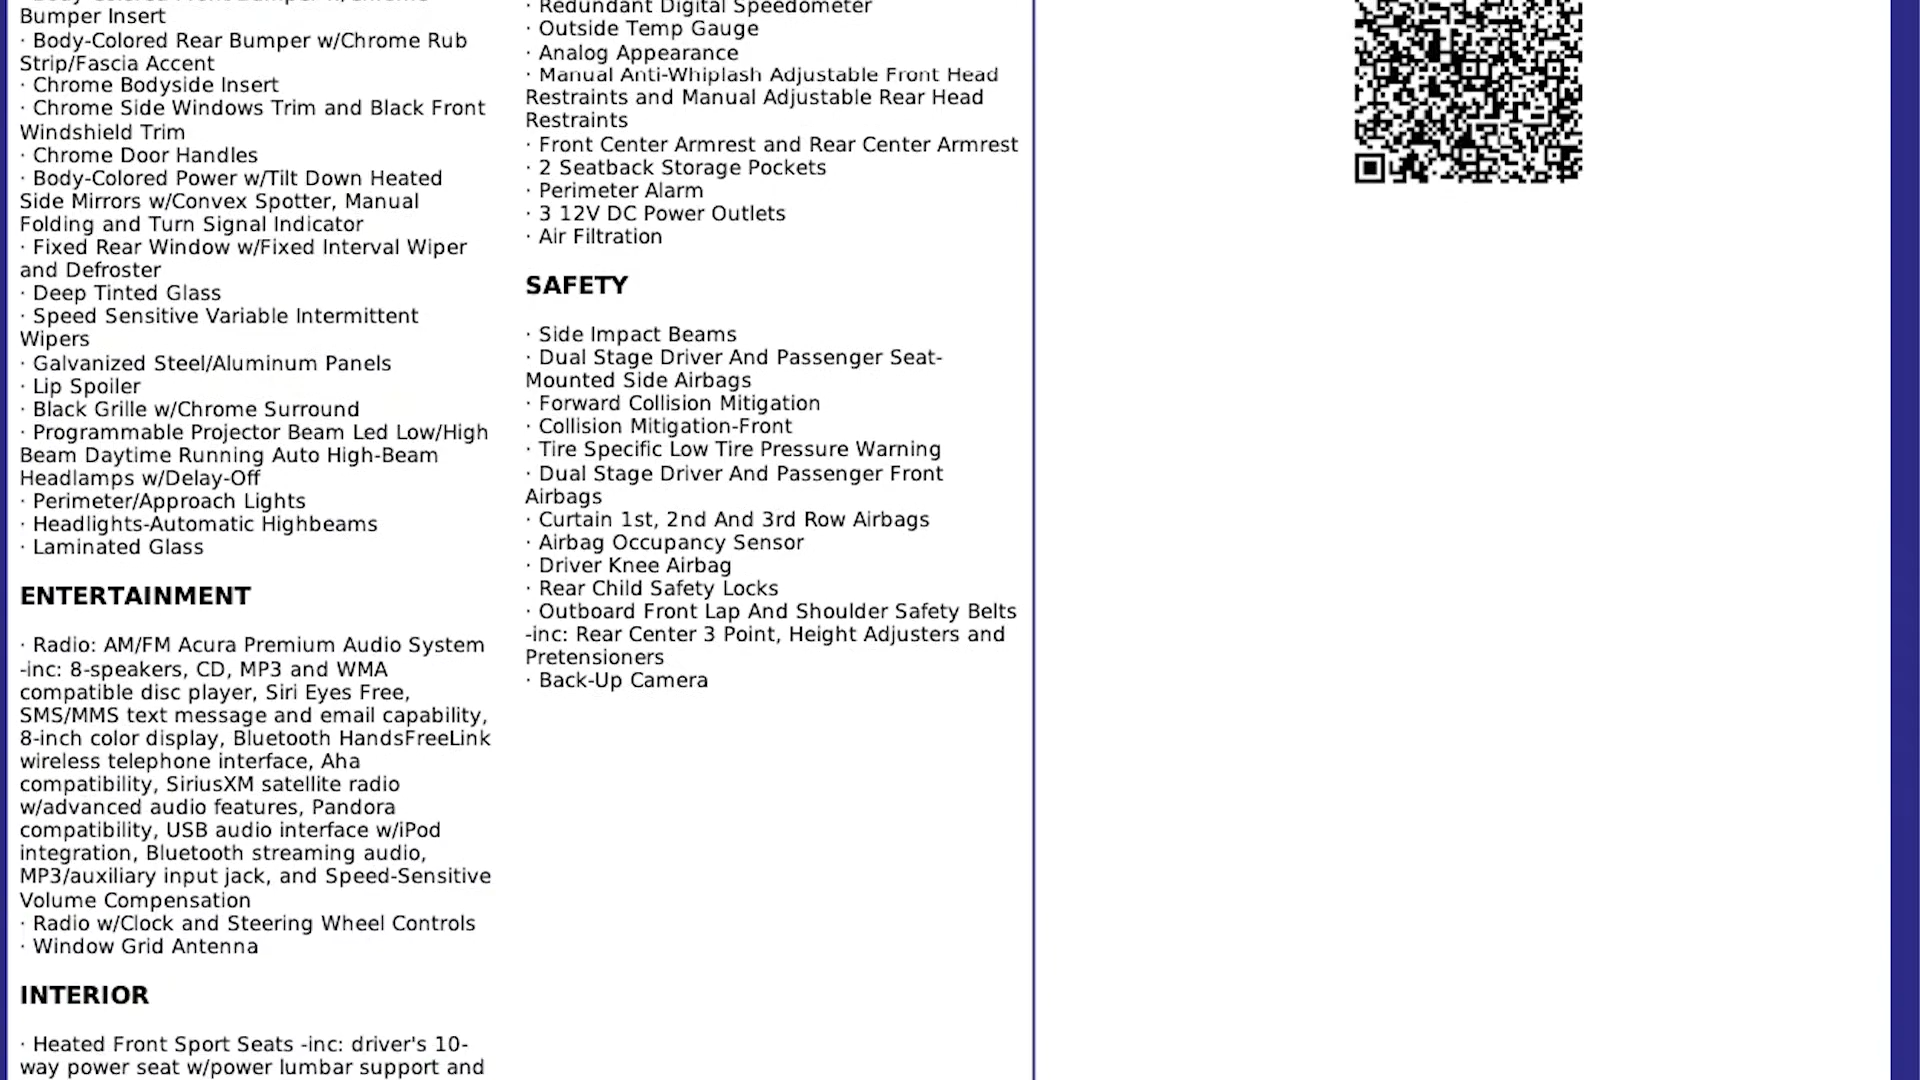 Bumper Insert
· Body-Colored Rear Bumper w/Chrome Rub
Strip/Fascia Accent
· Chrome Bodyside Insert
· Chrome Side Windows Trim and Black Front
Windshield Trim
· Chrome Door Handles
· Body-Colored Power w/Tilt Down Heated
Side Mirrors w/Convex Spotter, Manual
Folding and Turn Signal Indicator
· Fixed Rear Window w/Fixed Interval Wiper
and Defroster
· Deep Tinted Glass
· Speed Sensitive Variable Intermittent
Wipers
· Galvanized Steel/Aluminum Panels
· Lip Spoiler
· Black Grille w/Chrome Surround
· Programmable Projector Beam Led Low/High
Beam Daytime Running Auto High-Beam
Headlamps w/Delay-Off
· Perimeter/Approach Lights
· Headlights-Automatic Highbeams
· Laminated Glass
ENTERTAINMENT
· Radio: AM/FM Acura Premium Audio System
-inc: 8-speakers, CD, MP3 and WMA
compatible disc player, Siri Eyes Free,
SMS/MMS text message and email capability,
8-inch color display, Bluetooth HandsFreeLink
wireless telephone interface, Aha
compatibility, SiriusXM satellite radio
w/advanced audio features, Pandora
compatibility, USB audio interface w/iPod
integration, Bluetooth streaming audio,
MP3/auxiliary input jack, and Speed-Sensitive
Volume Compensation
· Radio w/Clock and Steering Wheel Controls
· Window Grid Antenna
INTERIOR
· Heated Front Sport Seats -inc: driver's 10-
way power seat w/power lumbar support and
· Redundant Digital Speedometer
· Outside Temp Gauge
· Analog Appearance
· Manual Anti-Whiplash Adjustable Front Head
Restraints and Manual Adjustable Rear Head
Restraints
· Front Center Armrest and Rear Center Armrest
· 2 Seatback Storage Pockets
· Perimeter Alarm
· 3 12V DC Power Outlets
· Air Filtration
SAFETY
· Side Impact Beams
· Dual Stage Driver And Passenger Seat-
Mounted Side Airbags
· Forward Collision Mitigation
· Collision Mitigation-Front
· Tire Specific Low Tire Pressure Warning
· Dual Stage Driver And Passenger Front
Airbags
· Curtain 1st, 2nd And 3rd Row Airbags
· Airbag Occupancy Sensor
· Driver Knee Airbag
· Rear Child Safety Locks
· Outboard Front Lap And Shoulder Safety Belts
-inc: Rear Center 3 Point, Height Adjusters and
Pretensioners
· Back-Up Camera